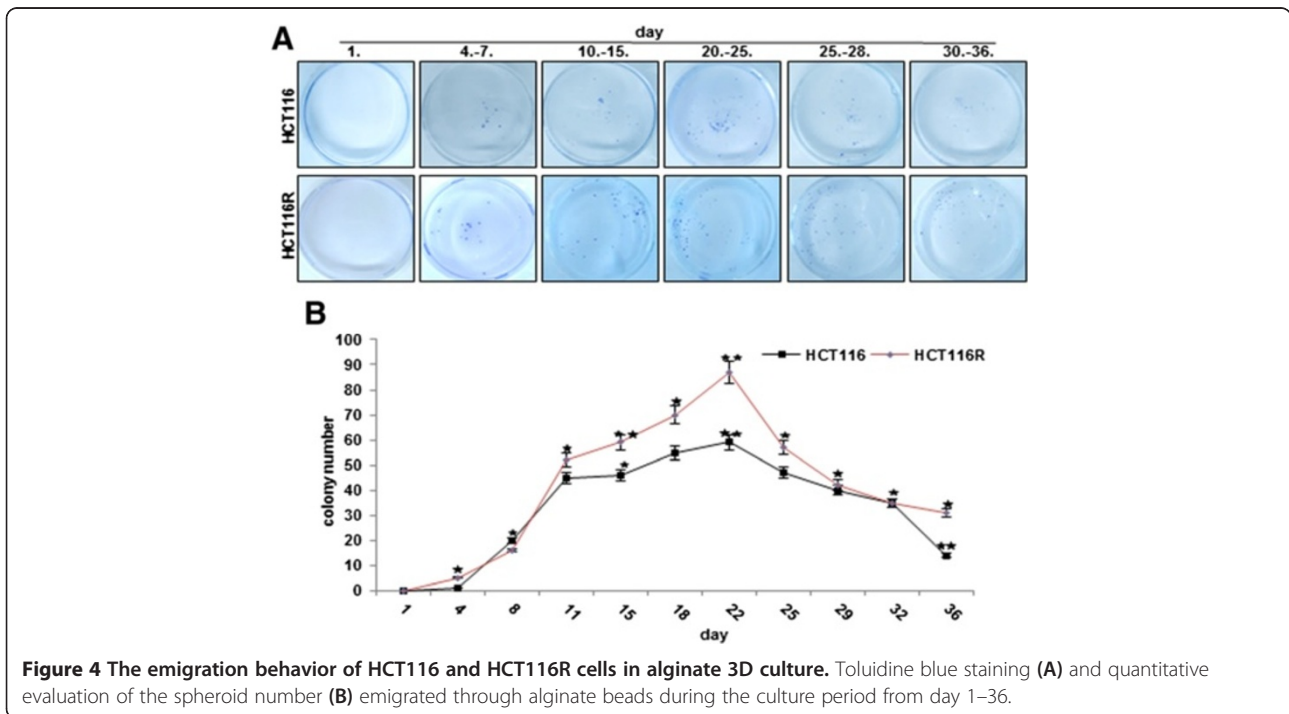 A
day
1. 4.-7. 10.-15. 20.-25. 25.-28. 30.-36.
HCT116
HCT116R
B
100
90
80
70
60
50
40
30
20
10
0
colony number
HCT116 HCT116R
1 4 8 11 15 18 22 25 29 32 36
day
Figure 4 The emigration behavior of HCT116 and HCT116R cells in alginate 3D culture. Toluidine blue staining (A) and quantitative
evaluation of the spheroid number (B) emigrated through alginate beads during the culture period from day 1–36.